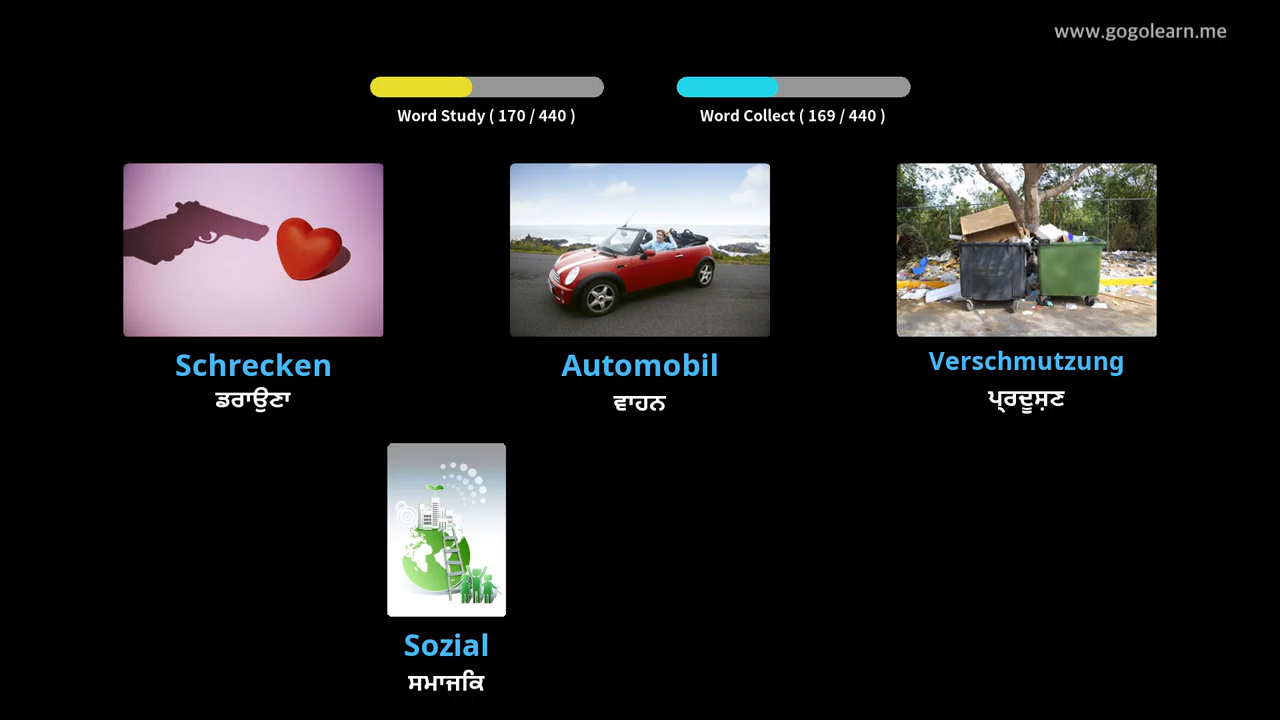 www.gogolearn.me
Word Study ( 170 / 440 )
Word Collect ( 169 / 440 )
Schrecken
ਡਰਾਉਣਾ
Automobil
ਵਾਹਨ
Verschmutzung
ਪ੍ਰਦੂਸ਼ਣ
Sozial
ਸਮਾਜਕਿ